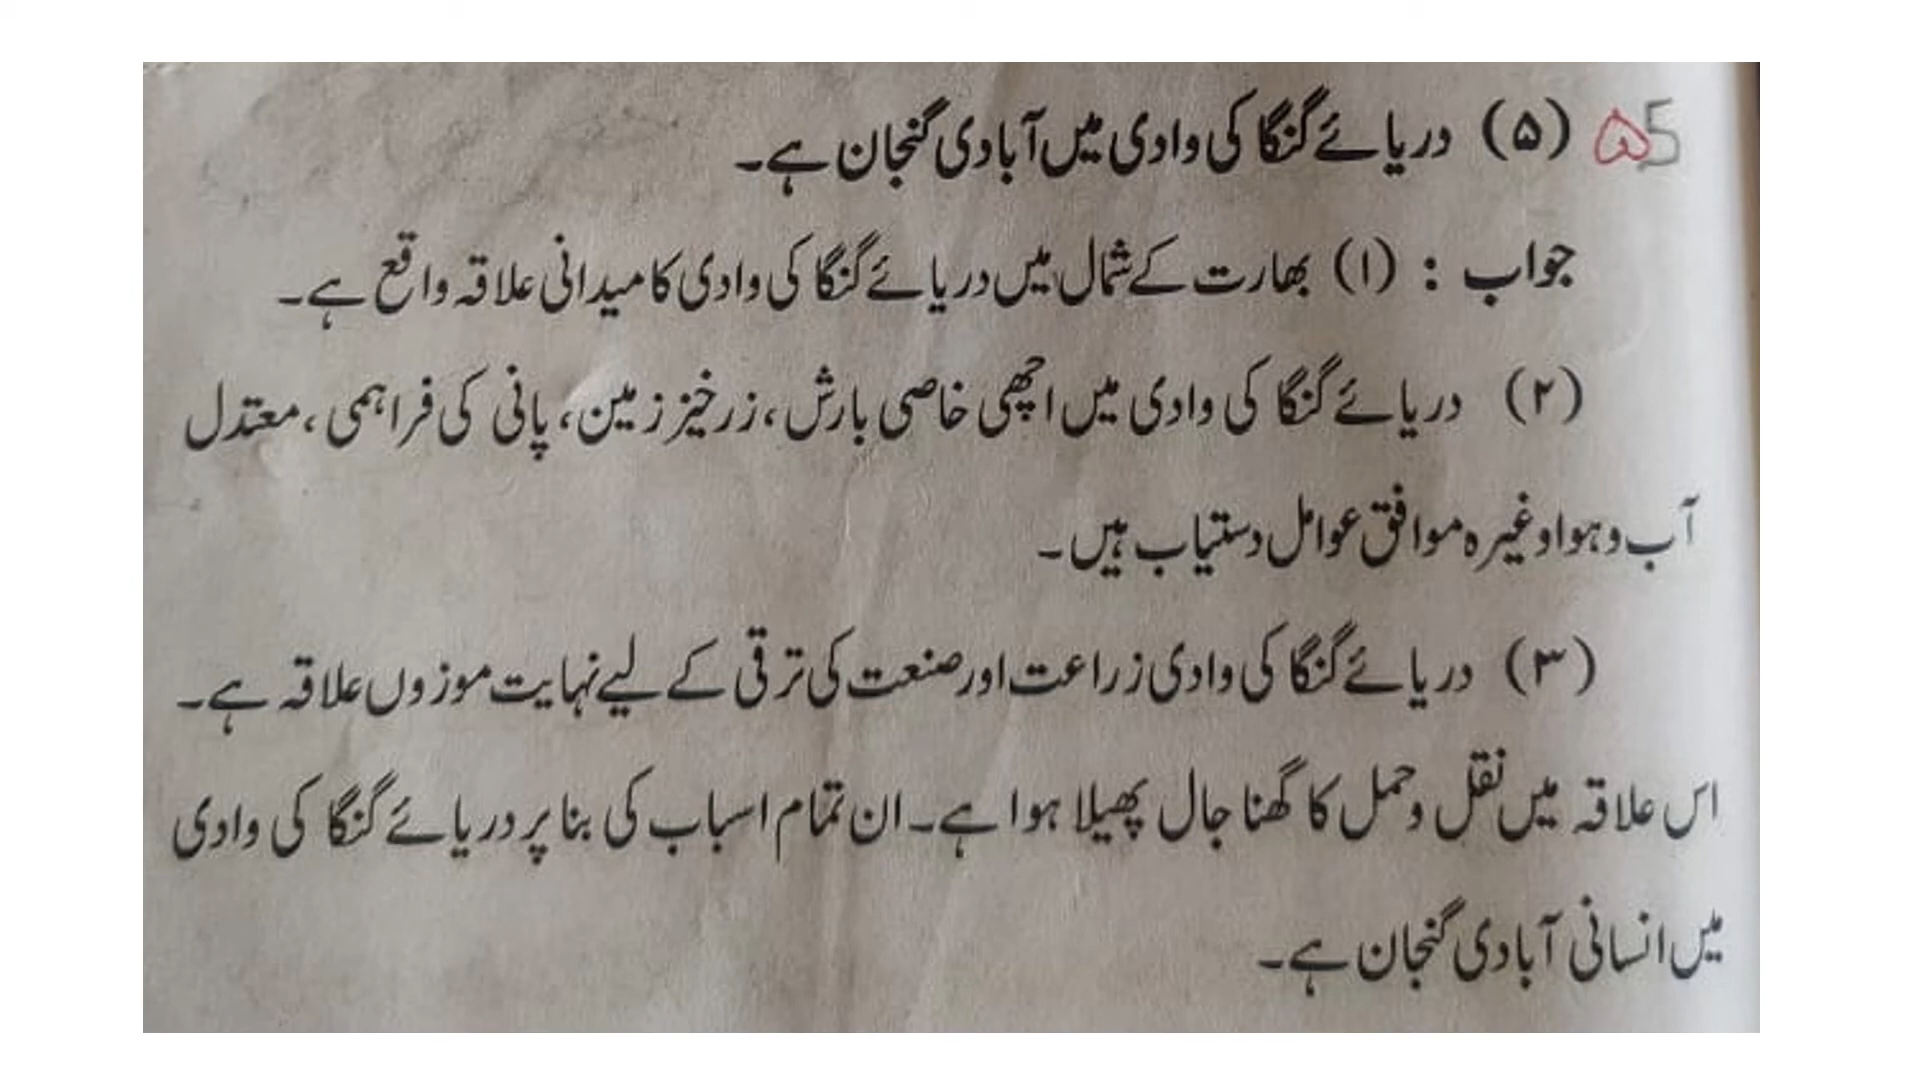 ۵5 (۵) دریائے گنگا کی وادی میں آبادی گنجان ہے۔
جواب : (۱) بھارت کے شمال میں دریائے گنگا کی وادی کا میدانی علاقہ واقع ہے۔
(۲) دریائے گنگا کی وادی میں اچھی خاصی بارش، زرخیز زمین، پانی کی فراہمی، معتدل
آب و ہوا وغیرہ موافق عوامل دستیاب ہیں۔
(۳) دریائے گنگا کی وادی زراعت اور صنعت کی ترقی کے لیے نہایت موزوں علاقہ ہے۔
اس علاقہ میں نقل و حمل کا گھنا جال پھیلا ہوا ہے۔ ان تمام اسباب کی بنا پر دریائے گنگا کی وادی
میں انسانی آبادی گنجان ہے۔